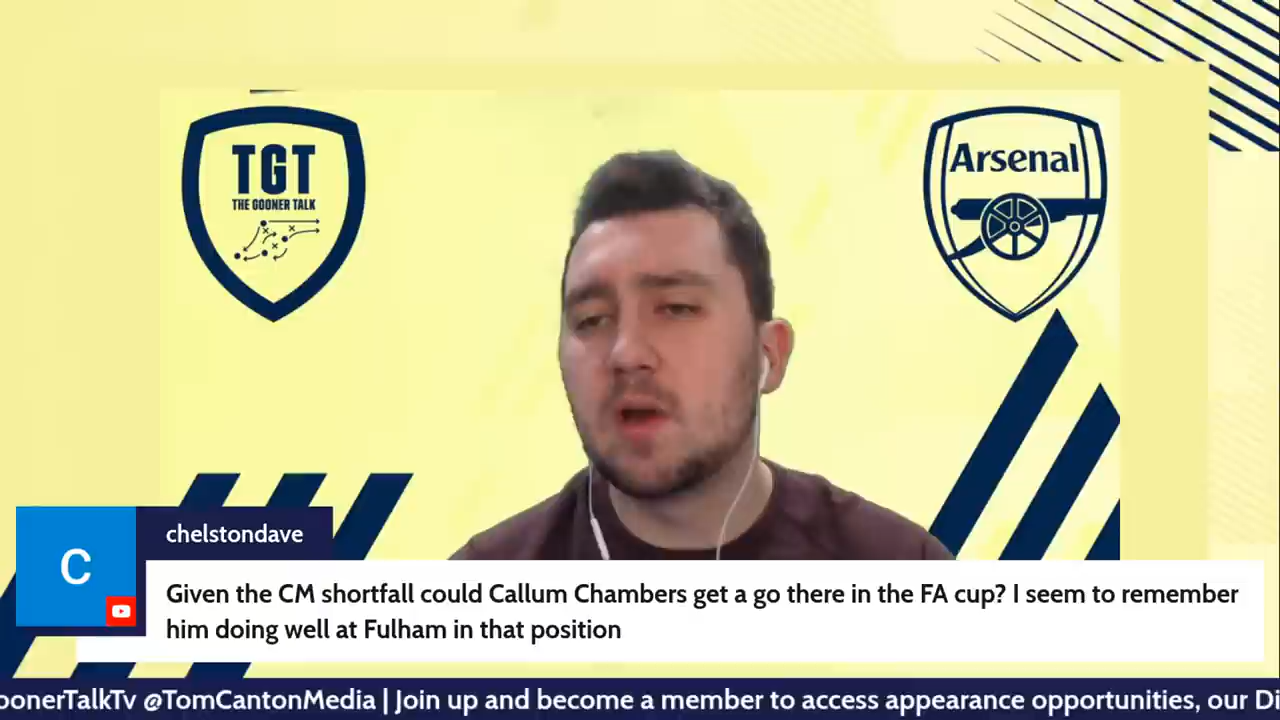 TGT
THE GOONER TALK
Arsenal
C
chelstondave
Given the CM shortfall could Callum Chambers get a go there in the FA cup? I seem to remember
him doing well at Fulham in that position
oonerTalkTv @TomCantonMedia | Join up and become a member to access appearance opportunities, our Di